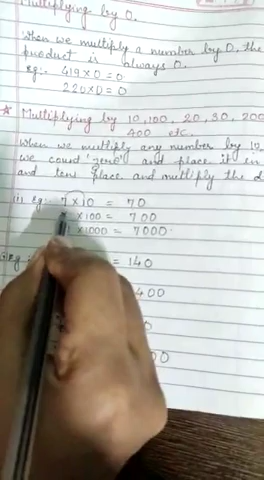 Multiplying by 0.
When we multiply a number by 0, the
product is always 0.
Eg:- 419×0=0
220×0=0
* Multiplying by 10, 100, 20, 30, 200
400 etc.
When we multiply any number by 10,
we count 'zero' and place it in
and tens place and multiply the
(i) Eg:- 7×10 = 70
×100 = 700
×1000 = 7000
Eg = 140
400
0
00